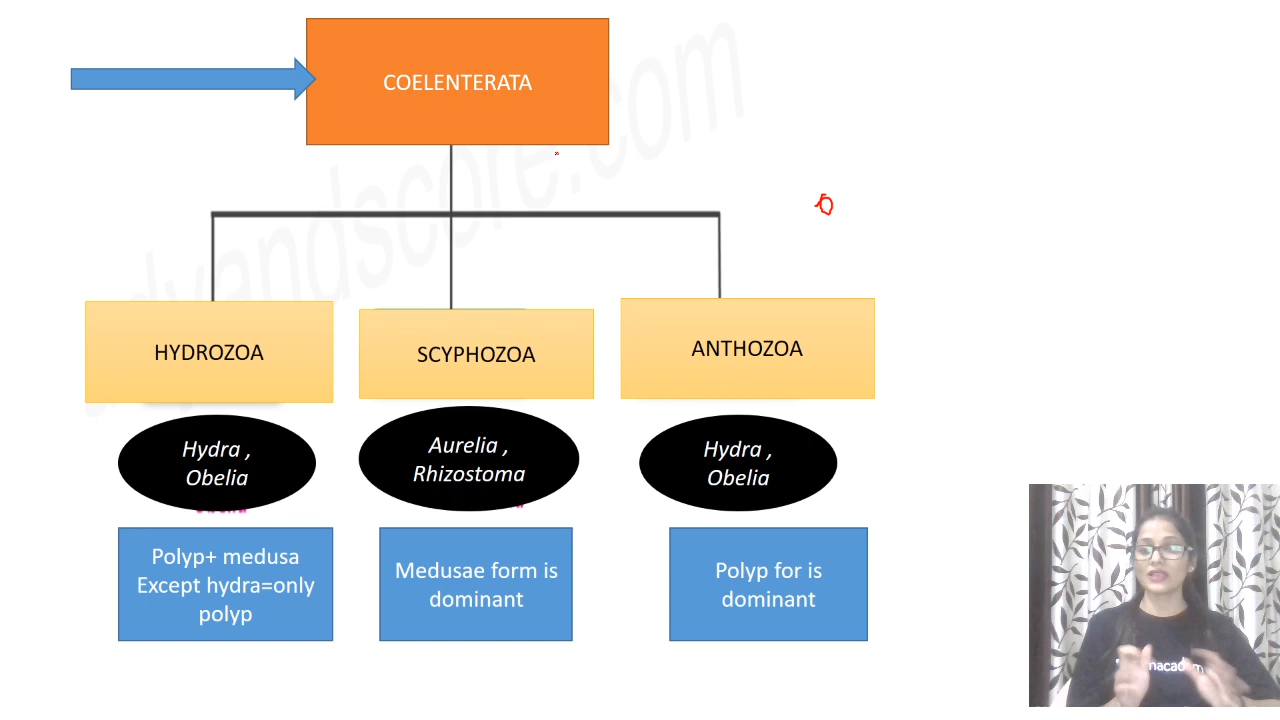 COELENTERATA
HYDROZOA
SCYPHOZOA
ANTHOZOA
Hydra ,
Obelia
Aurelia ,
Rhizostoma
Hydra ,
Obelia
Polyp+ medusa
Except hydra=only
polyp
Medusae form is
dominant
Polyp for is
dominant